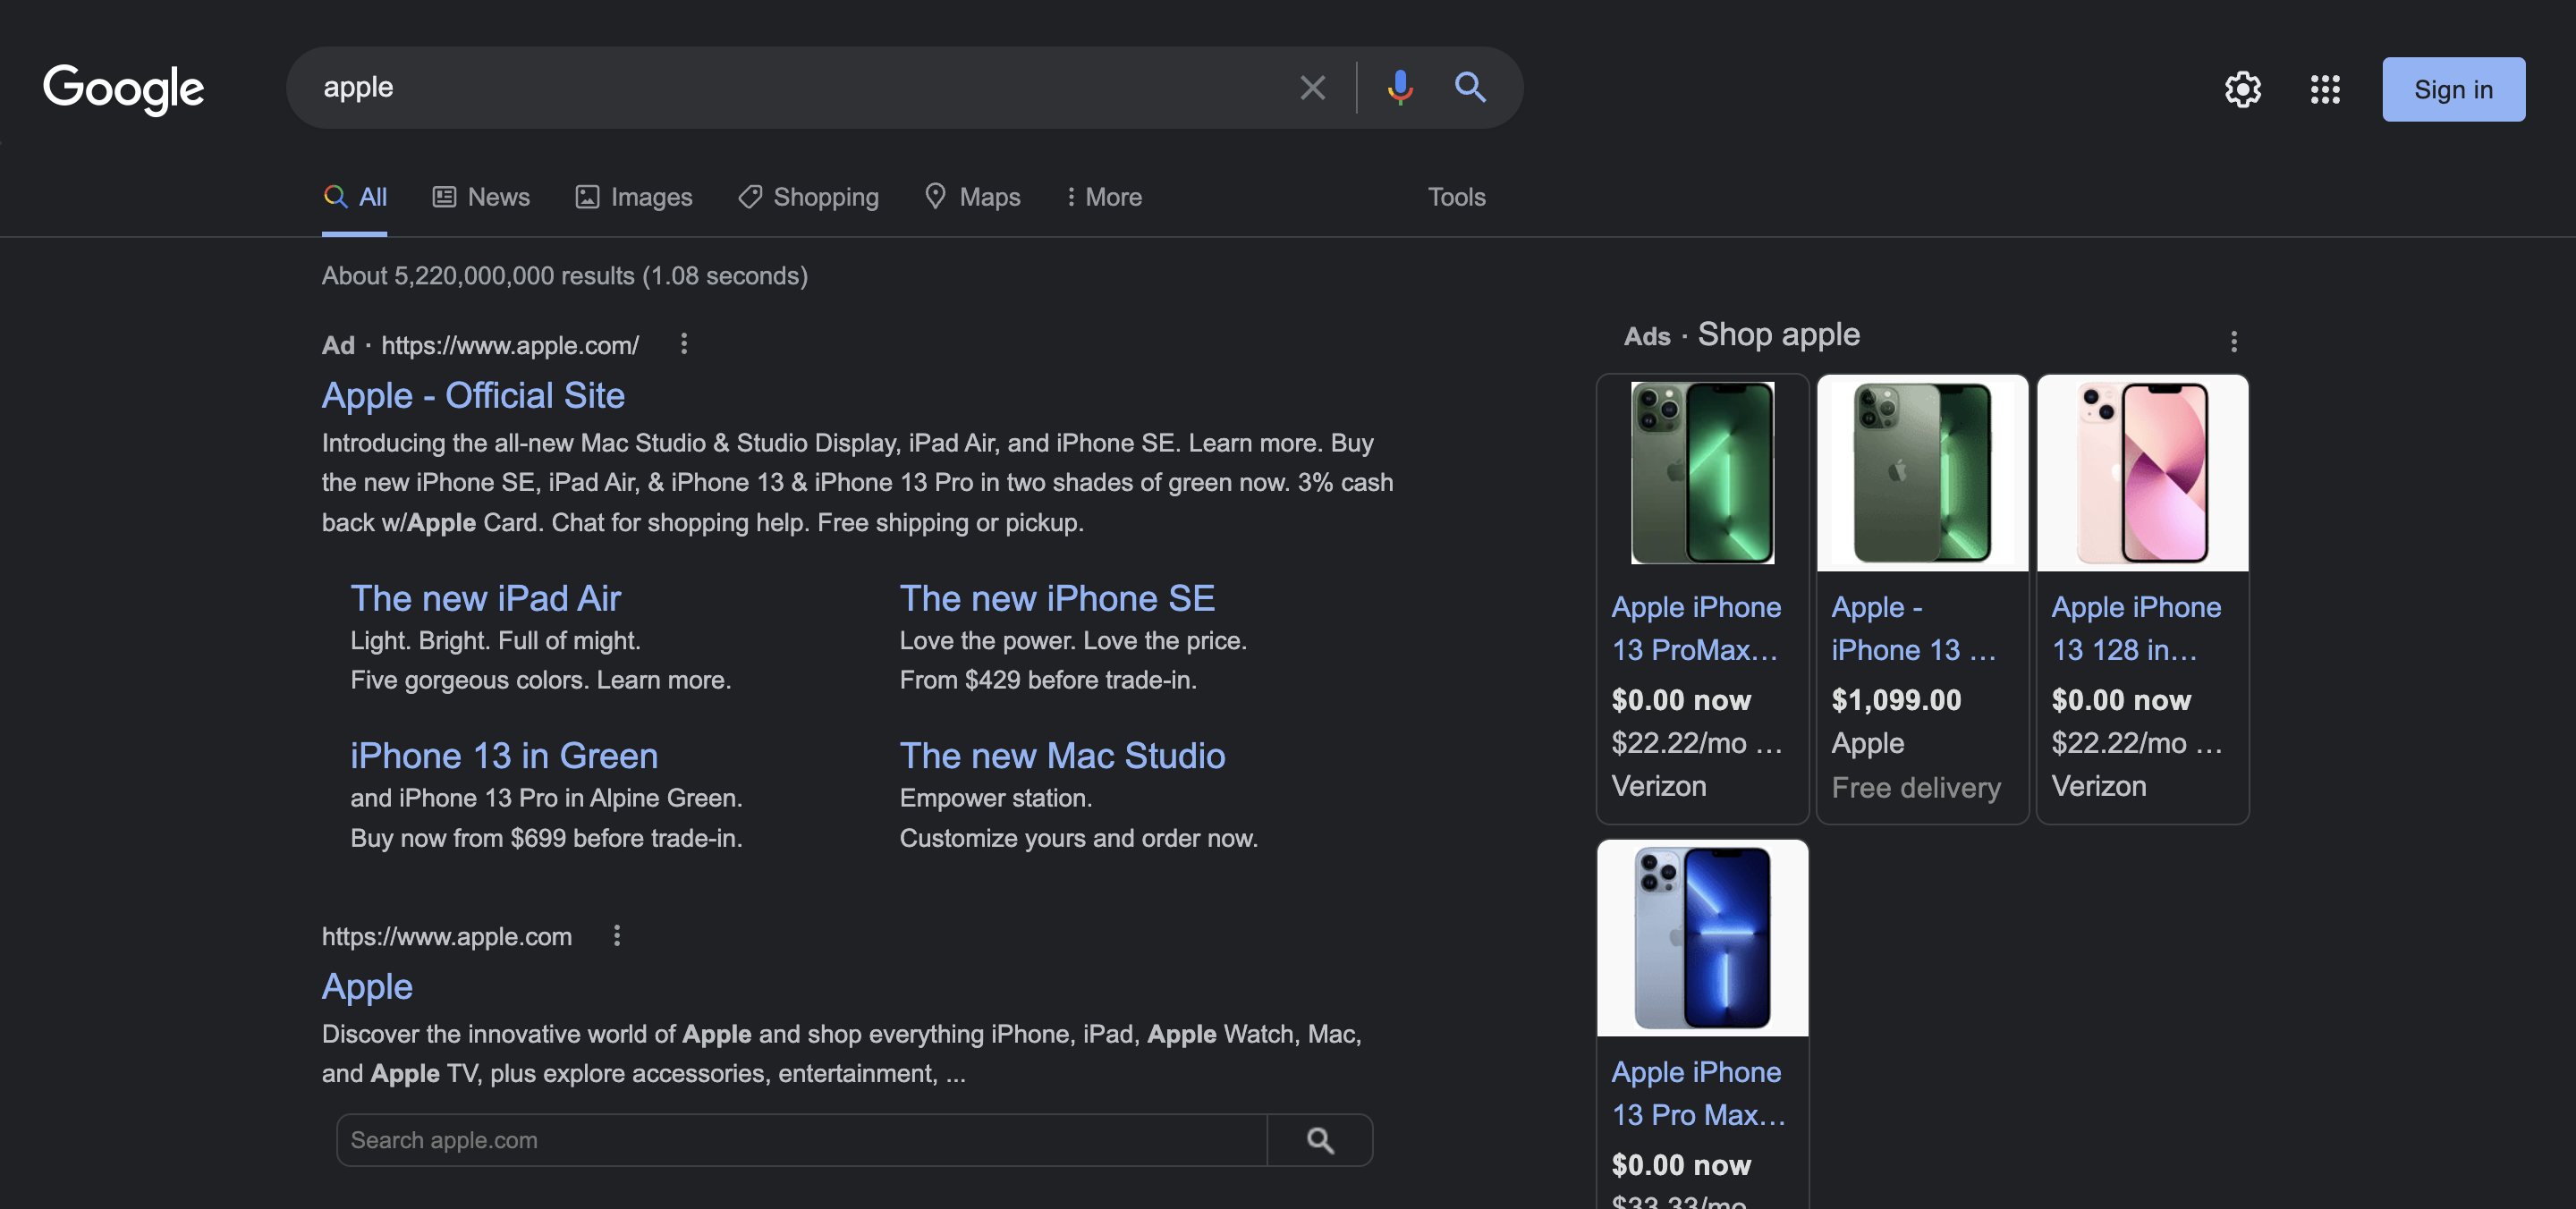 Google
apple
Sign in
All
News
Images
Shopping
Maps
More
Tools
About 5,220,000,000 results (1.08 seconds)
Ad · https://www.apple.com/
Apple - Official Site
Introducing the all-new Mac Studio & Studio Display, iPad Air, and iPhone SE. Learn more. Buy
the new iPhone SE, iPad Air, & iPhone 13 & iPhone 13 Pro in two shades of green now. 3% cash
back w/Apple Card. Chat for shopping help. Free shipping or pickup.
The new iPad Air
Light. Bright. Full of might.
Five gorgeous colors. Learn more.
The new iPhone SE
Love the power. Love the price.
From $429 before trade-in.
iPhone 13 in Green
and iPhone 13 Pro in Alpine Green.
Buy now from $699 before trade-in.
The new Mac Studio
Empower station.
Customize yours and order now.
https://www.apple.com
Apple
Discover the innovative world of Apple and shop everything iPhone, iPad, Apple Watch, Mac,
and Apple TV, plus explore accessories, entertainment, ...
Search apple.com
Ads · Shop apple
Apple iPhone
13 ProMax...
$0.00 now
$22.22/mo ...
Verizon
Apple -
iPhone 13 ...
$1,099.00
Apple
Free delivery
Apple iPhone
13 128 in...
$0.00 now
$22.22/mo ...
Verizon
Apple iPhone
13 Pro Max...
$0.00 now
$33.33/mo